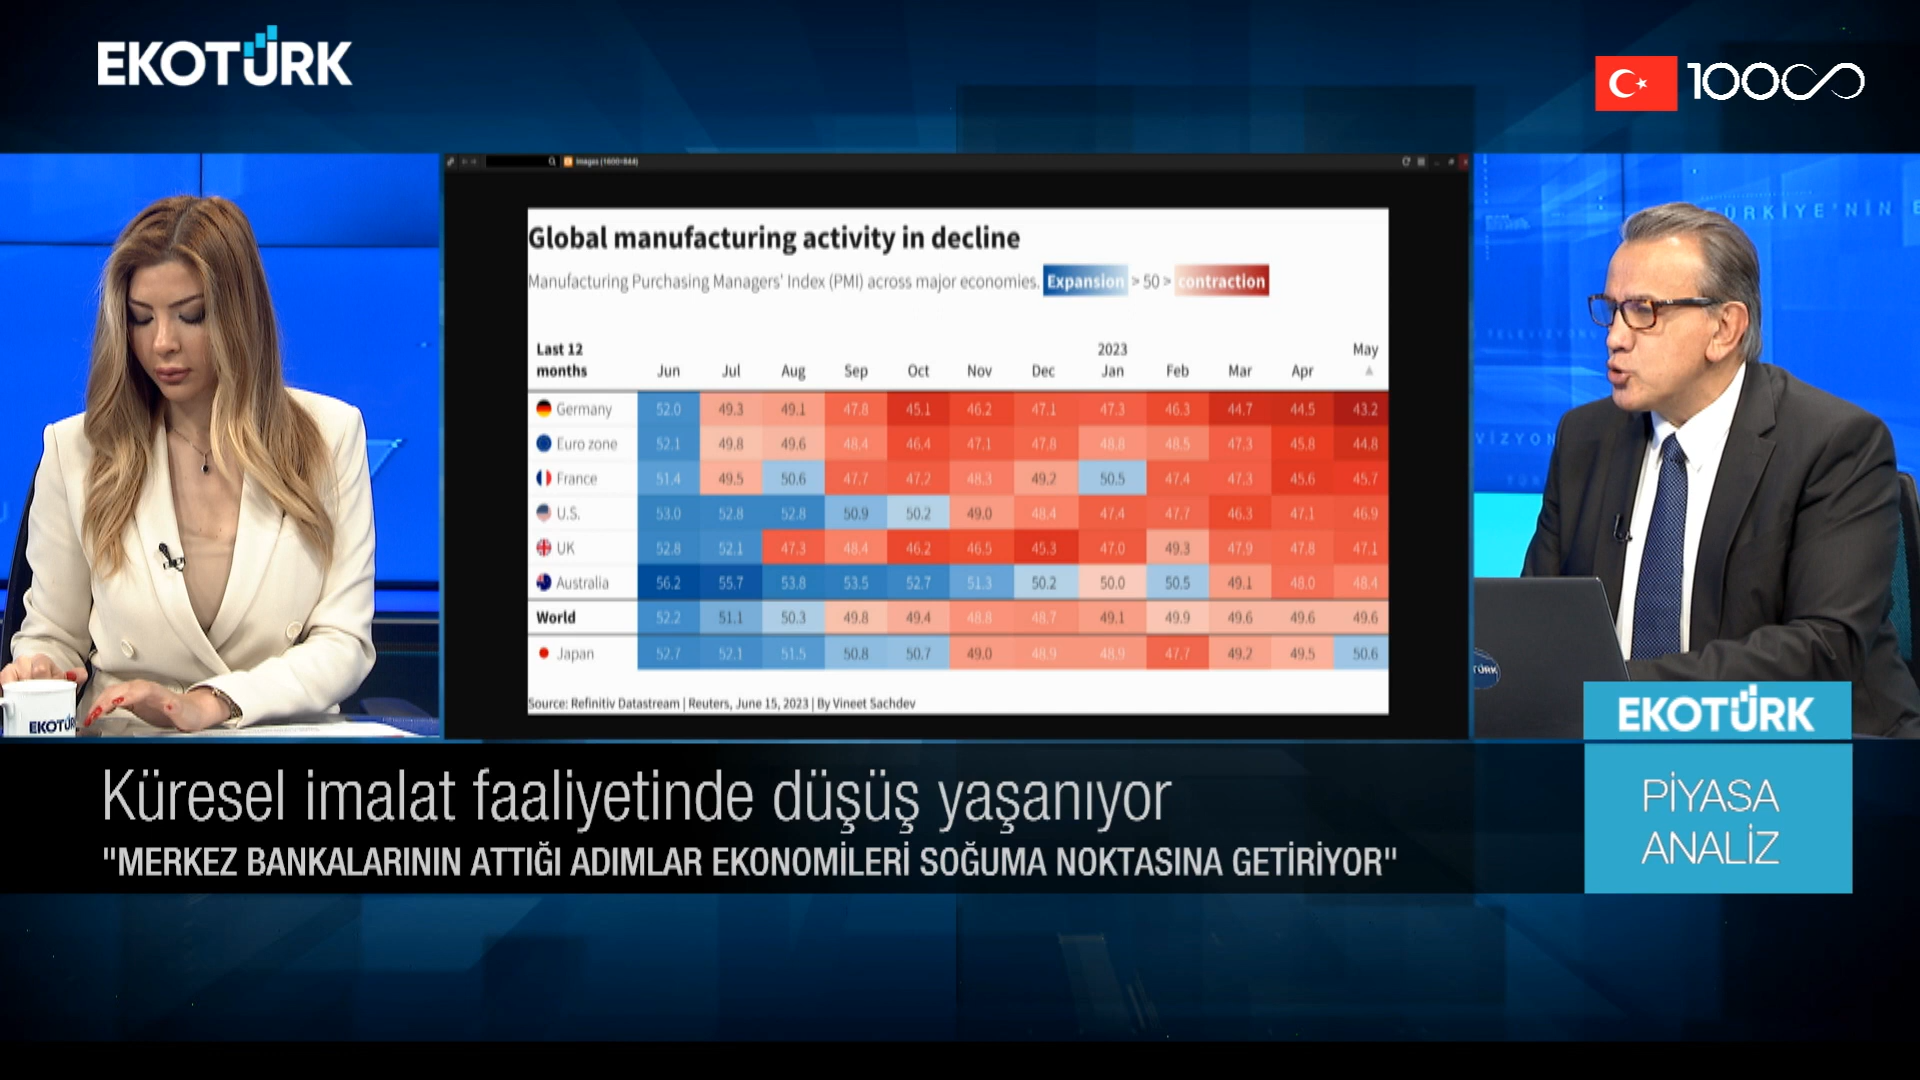 EKOTÜRK
100
images (1600×844)
Global manufacturing activity in decline
Manufacturing Purchasing Managers' Index (PMI) across major economies. Expansion > 50 > contraction
Last 12 months Jun Jul Aug Sep Oct Nov Dec 2023 Jan Feb Mar Apr May
Germany 52.0 49.3 49.1 47.8 45.1 46.2 47.1 47.3 46.3 44.7 44.5 43.2
Euro zone 52.1 49.8 49.6 48.4 46.4 47.1 47.8 48.8 48.5 47.3 45.8 44.8
France 51.4 49.5 50.6 47.7 47.2 48.3 49.2 50.5 47.4 47.3 45.6 45.7
U.S. 53.0 52.8 52.8 50.9 50.2 49.0 48.4 47.4 47.7 46.3 47.1 46.9
UK 52.8 52.1 47.3 48.4 46.2 46.5 45.3 47.0 49.3 47.9 47.8 47.1
Australia 56.2 55.7 53.8 53.5 52.7 51.3 50.2 50.0 50.5 49.1 48.0 48.4
World 52.2 51.1 50.3 49.8 49.4 48.8 48.7 49.1 49.9 49.6 49.6 49.6
Japan 52.7 52.1 51.5 50.8 50.7 49.0 48.9 48.9 47.7 49.2 49.5 50.6
Source: Refinitiv Datastream | Reuters, June 15, 2023 | By Vineet Sachdev
EKOTÜRK
EKOTÜRK
Küresel imalat faaliyetinde düşüş yaşanıyor
"MERKEZ BANKALARININ ATTIĞI ADIMLAR EKONOMİLERİ SOĞUMA NOKTASINA GETİRİYOR"
PİYASA
ANALİZ